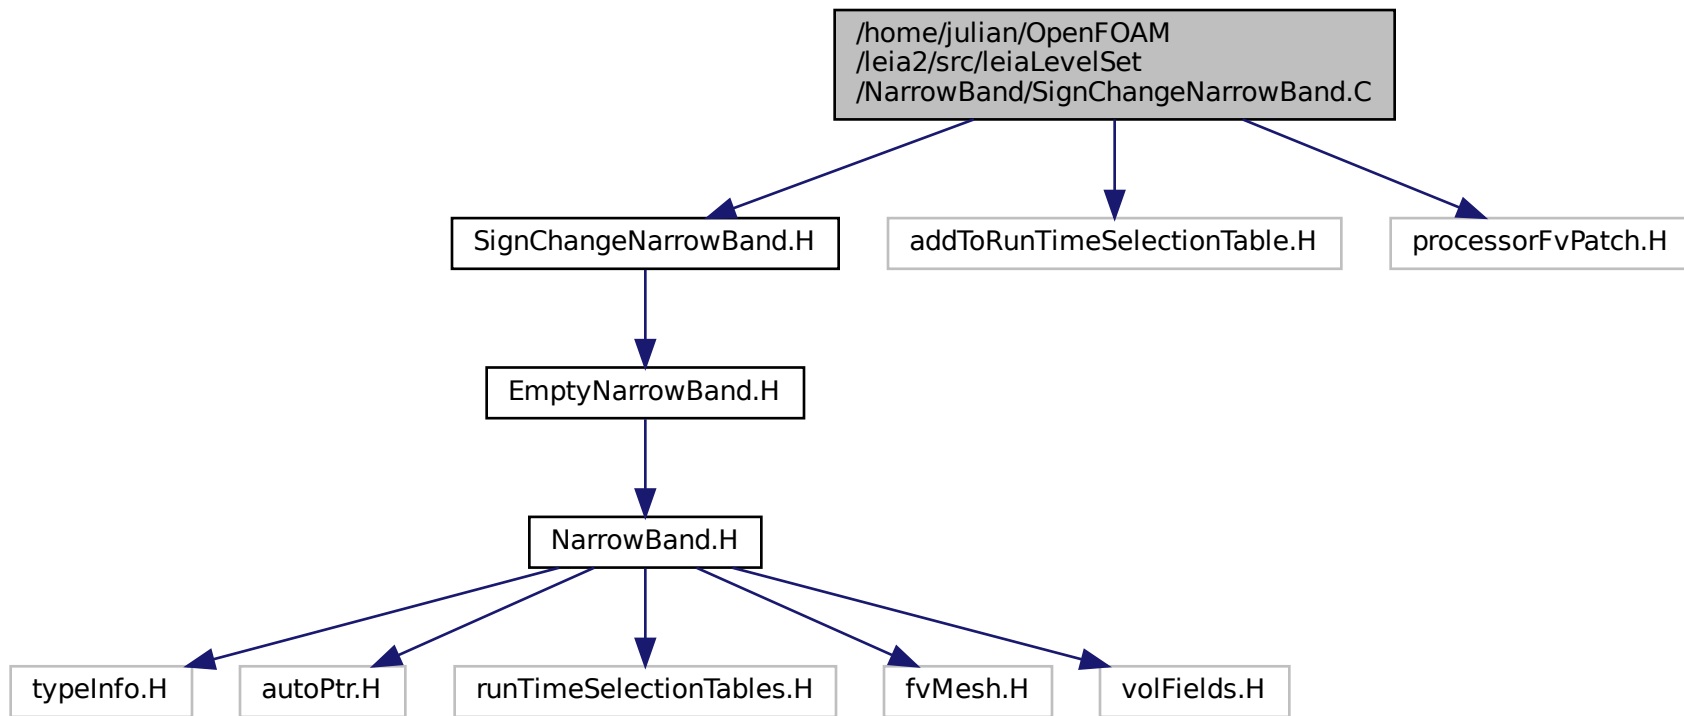 /home/julian/OpenFOAM
/leia2/src/leiaLevelSet
/NarrowBand/SignChangeNarrowBand.C
SignChangeNarrowBand.H
addToRunTimeSelectionTable.H
processorFvPatch.H
EmptyNarrowBand.H
NarrowBand.H
typeInfo.H
autoPtr.H
runTimeSelectionTables.H
fvMesh.H
volFields.H